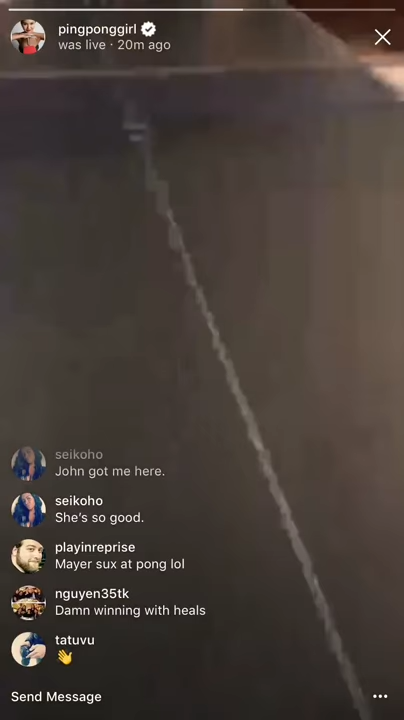 pingponggirl
was live · 20m ago
seikoho
John got me here.
seikoho
She's so good.
playinreprise
Mayer sux at pong lol
nguyen35tk
Damn winning with heals
tatuvu
👋
Send Message